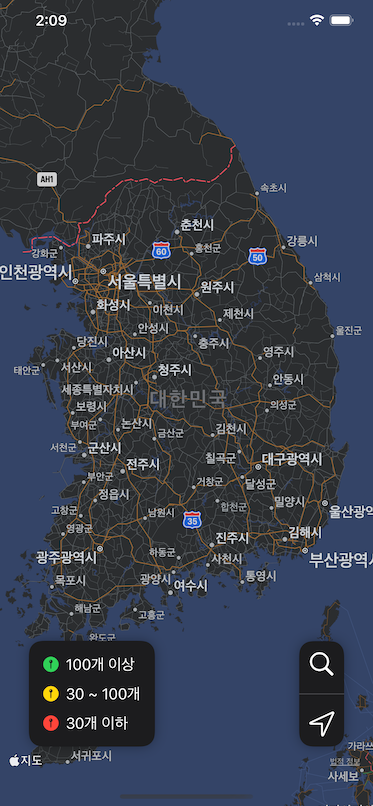 2:09
AH1
속초시
춘천시
파주시
강릉시
강화군
60
홍천군
50
인천광역시
서울특별시
삼척시
원주시
화성시
이천시
제천시
안성시
울진군
당진시
충주시
아산시
영주시
서산시
태안군
청주시
안동시
세종특별자치시
대한민국
보령시
의성군
부여군
논산시
김천시
금산군
서천군
군산시
칠곡군
대구광역시
전주시
부안군
거창군
달성군
정읍시
합천군
밀양시
고창군
남원시
울산광역
35
영광군
김해시
진주시
광주광역시
하동군
사천시
부산광역시
목포시
광양시
여수시
통영시
해남군
고흥군
완도군
100개 이상
30 ~ 100개
30개 이하
가라쓰
지도
서귀포시
법적 정보
사세보